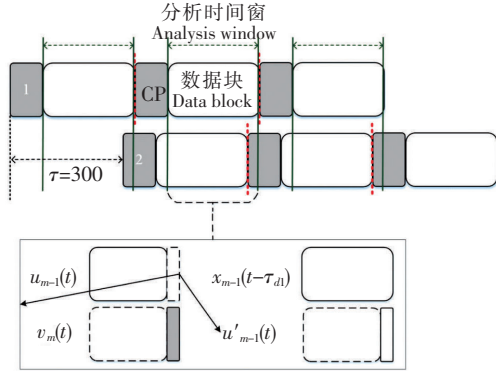 分析时间窗
Analysis window
1
CP
数据块
Data block
2
τ=300
u_{m-1}(t)
x_{m-1}(t-τ_{d1})
v_m(t)
u'_{m-1}(t)